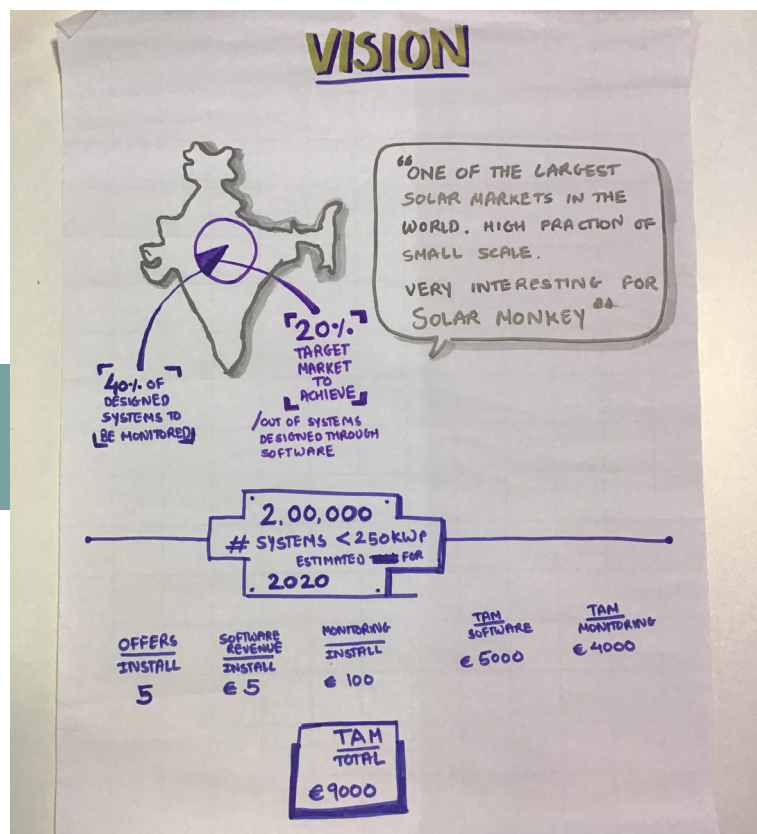 VISION
"ONE OF THE LARGEST
SOLAR MARKETS IN THE
WORLD. HIGH FRACTION OF
SMALL SCALE.
VERY INTERESTING FOR
SOLAR MONKEY"
20%
TARGET
MARKET
TO
ACHIEVE
/OUT OF SYSTEMS
DESIGNED THROUGH
SOFTWARE
40% OF
DESIGNED
SYSTEMS TO
BE MONITORED
2,00,000
# SYSTEMS < 250KWP
ESTIMATED FOR
2020
OFFERS
INSTALL
5
SOFTWARE
REVENUE
INSTALL
€ 5
MONITORING
INSTALL
€ 100
TAM
SOFTWARE
€ 5000
TAM
MONITORING
€ 4000
TAM
TOTAL
€9000